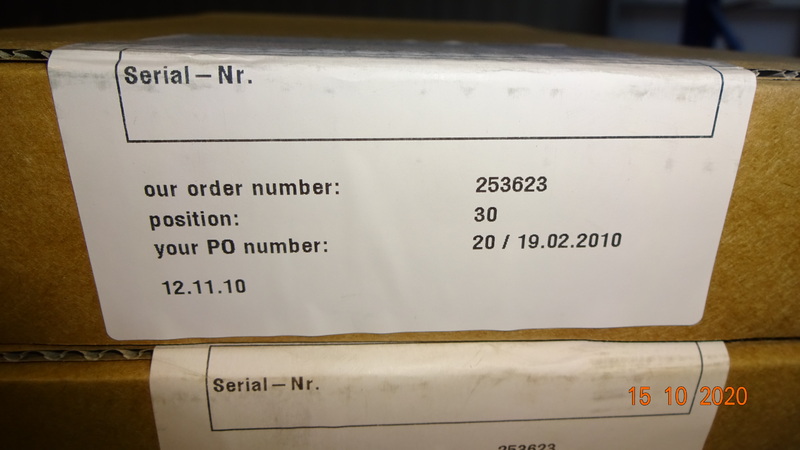 Serial – Nr.
our order number: 253623
position: 30
your PO number: 20 / 19.02.2010
12.11.10
Serial – Nr.
15 10 2020
253623